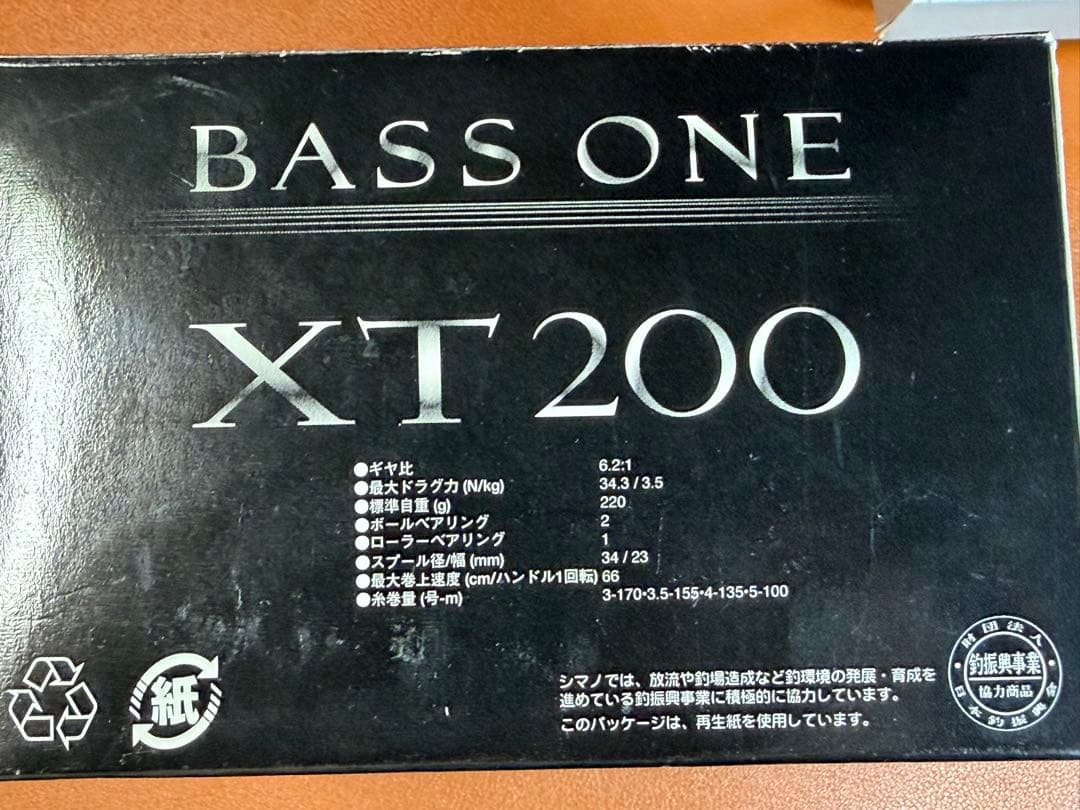 BASS ONE
XT 200
●ギヤ比 6.2:1
●最大ドラグ力 (N/kg) 34.3 / 3.5
●標準自重 (g) 220
●ボールベアリング 2
●ローラーベアリング 1
●スプール径/幅 (mm) 34 / 23
●最大巻上速度 (cm/ハンドル1回転) 66
●糸巻量 (号-m) 3-170・3.5-155・4-135・5-100
紙
シマノでは、放流や釣場造成など釣環境の発展・育成を
進めている釣振興事業に積極的に協力しています。
このパッケージは、再生紙を使用しています。
財団法人
釣振興事業
協力商品
日本釣振興会